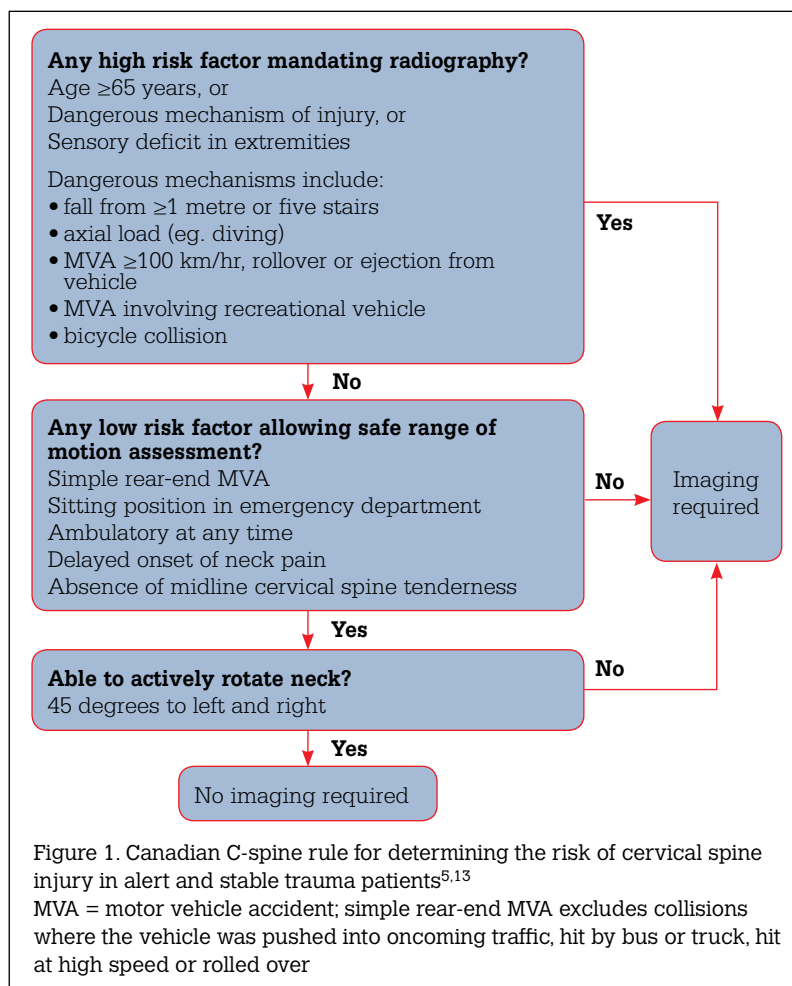 Any high risk factor mandating radiography?
Age ≥65 years, or
Dangerous mechanism of injury, or
Sensory deficit in extremities
Dangerous mechanisms include:
• fall from ≥1 metre or five stairs
• axial load (eg. diving)
• MVA ≥100 km/hr, rollover or ejection from
vehicle
• MVA involving recreational vehicle
• bicycle collision
Yes
No
Any low risk factor allowing safe range of
motion assessment?
Simple rear-end MVA
Sitting position in emergency department
Ambulatory at any time
Delayed onset of neck pain
Absence of midline cervical spine tenderness
No
Imaging
required
Yes
Able to actively rotate neck?
45 degrees to left and right
No
Yes
No imaging required
Figure 1. Canadian C-spine rule for determining the risk of cervical spine
injury in alert and stable trauma patients5,13
MVA = motor vehicle accident; simple rear-end MVA excludes collisions
where the vehicle was pushed into oncoming traffic, hit by bus or truck, hit
at high speed or rolled over